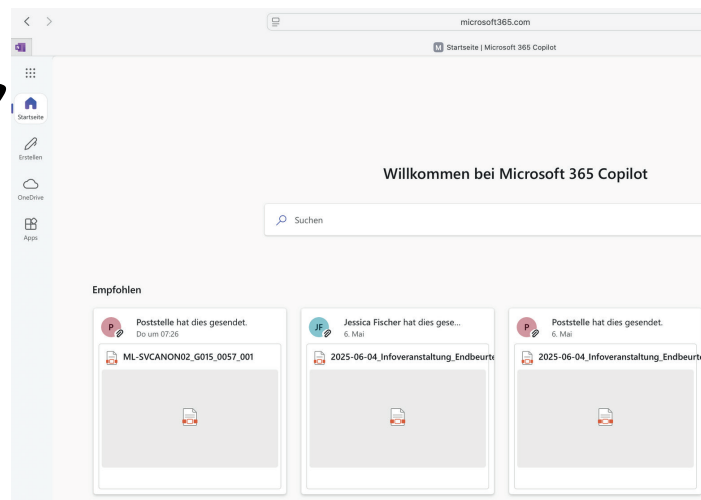 microsoft365.com
M Startseite | Microsoft 365 Copilot
Startseite
Erstellen
OneDrive
Apps
Willkommen bei Microsoft 365 Copilot
Suchen
Empfohlen
P Poststelle hat dies gesendet.
Do um 07:26
ML-SVCANON02_G015_0057_001
JF Jessica Fischer hat dies gese...
6. Mai
2025-06-04_Infoveranstaltung_Endbeurte
P Poststelle hat dies gesendet.
6. Mai
2025-06-04_Infoveranstaltung_Endbeurte